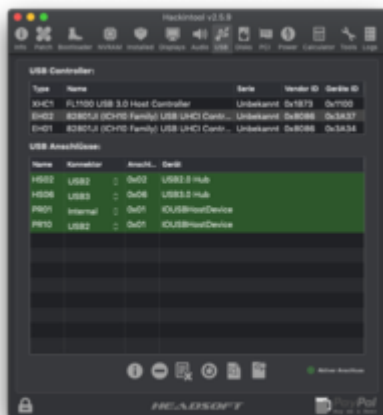 Hackintool v2.5.9
Info Patch Bootloader NVRAM Installed Displays Audio USB Disks PCI Power Calculator Tools Logs
USB Controller:
Type Name Serie Vendor ID Geräte ID
XHC1 FL1100 USB 3.0 Host Controller Unbekannt 0x1B73 0x1100
EH02 82801JI (ICH10 Family) USB UHCI Contr... Unbekannt 0x8086 0x3A37
EH01 82801JI (ICH10 Family) USB UHCI Contr... Unbekannt 0x8086 0x3A34
USB Anschlüsse:
Name Konnektor Anschl... Gerät
HS02 USB2 0x02 USB2.0 Hub
HS06 USB3 0x06 USB3.0 Hub
PR01 Internal 0x01 IOUSBHostDevice
PR10 USB2 0x01 IOUSBHostDevice
HEADSOFT
PayPal